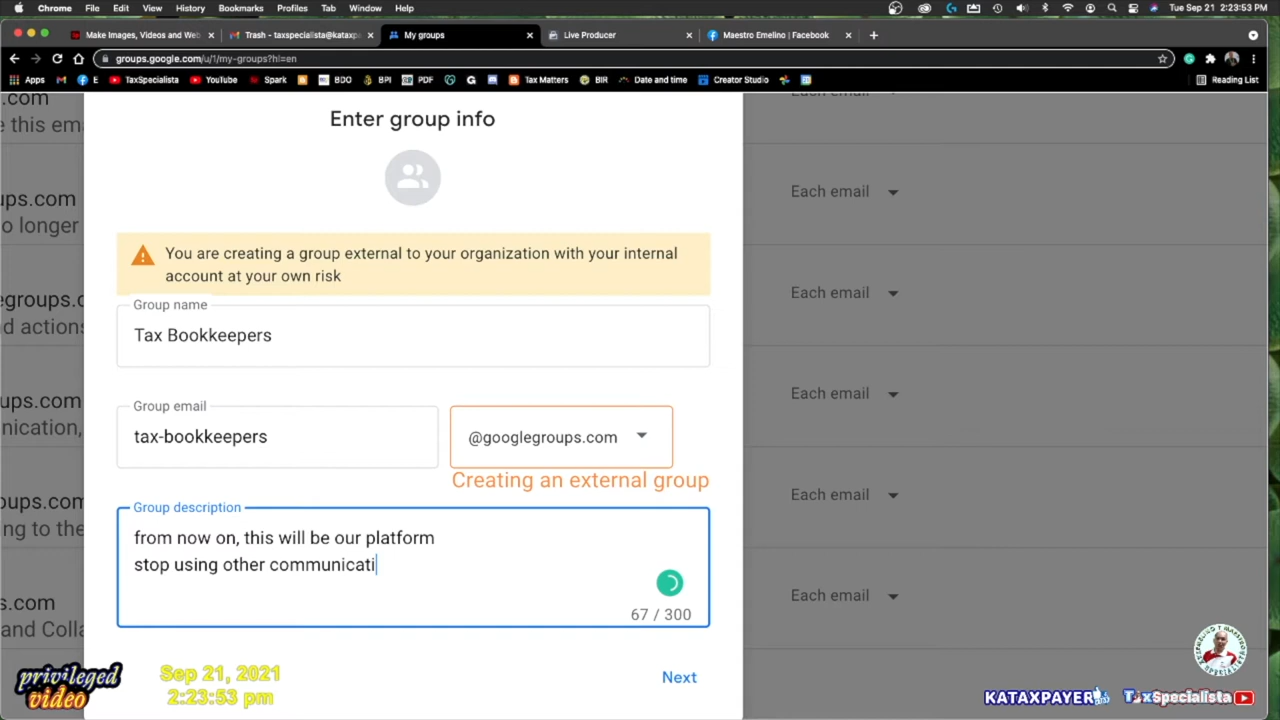 Chrome File Edit View History Bookmarks Profiles Tab Window Help Tue Sep 21 2:23:53 PM
Make Images, Videos and Web Trash - taxspecialista@kataxp My groups Live Producer Maestro Emelino | Facebook
groups.google.com/u/1/my-groups?hl=en
Apps E TaxSpecialista YouTube Spark BDO BPI PDF G Tax Matters BIR Date and time Creator Studio Reading List
om
e this ema
Each email
Enter group info
ups.com
o longer
Each email
You are creating a group external to your organization with your internal
account at your own risk
egroups.c
nd actions
Each email
Group name
Tax Bookkeepers
ups.com
nication,
Each email
Group email
tax-bookkeepers
@googlegroups.com
Creating an external group
ups.com
ing to the
Each email
Group description
from now on, this will be our platform
stop using other communicati
67 / 300
s.com
and Colla
Each email
Next
privileged
video
Sep 21, 2021
2:23:53 pm
KATAXPAYER
TaxSpecialista